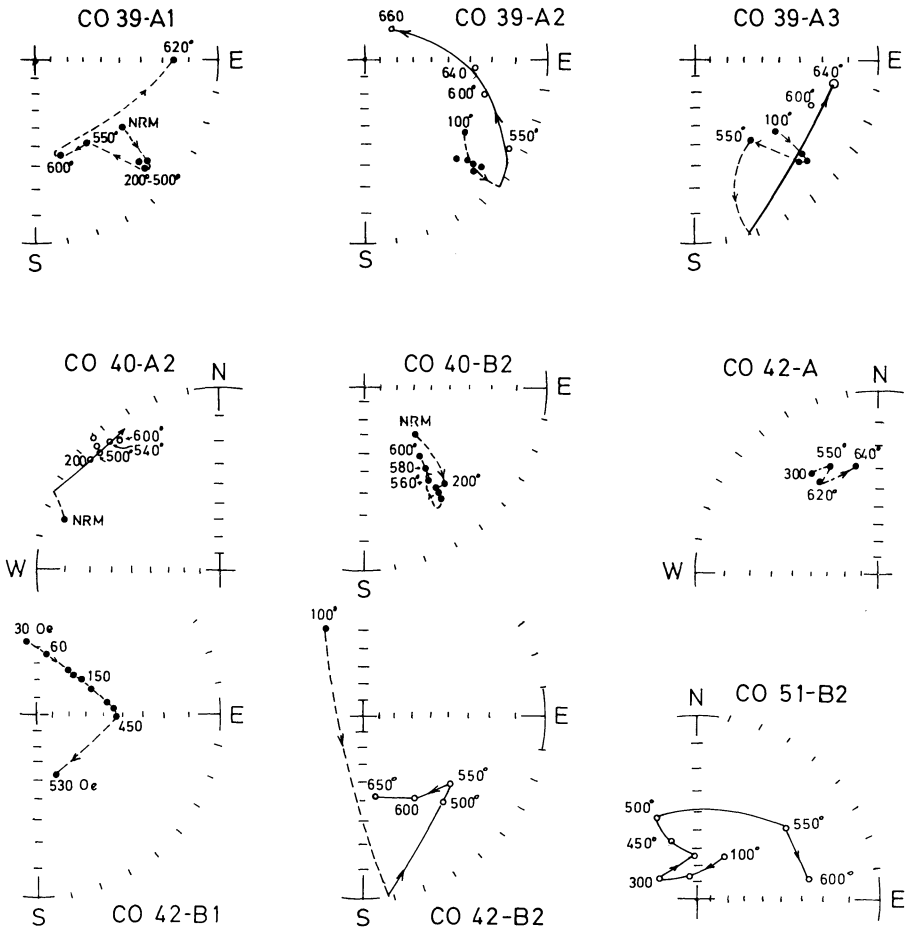 CO 39-A1
620° E
NRM
550°
600°
200°-500°
S
CO 39-A2
660
640
600°
100°
550°
E
S
CO 39-A3
E
640°
600°
100°
550°
S
CO 40-A2
N
600°
540°
500°
200
NRM
W
CO 40-B2
E
NRM
600°
580
560°
200°
S
CO 42-A
N
550°
640°
300
620°
W
30 Oe
60
150
450
E
530 Oe
S
CO 42-B1
100°
E
650°
550°
600
500°
S
CO 42-B2
CO 51-B2
N
500°
550°
450°
100°
300
600°
E